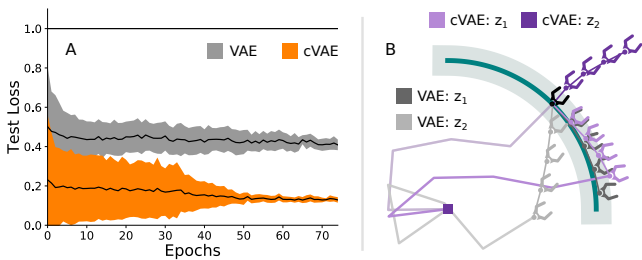 A
VAE
cVAE
Test Loss
1.0
0.8
0.6
0.4
0.2
0.0
0 10 20 30 40 50 60 70
Epochs
cVAE: z₁ cVAE: z₂
B
VAE: z₁
VAE: z₂